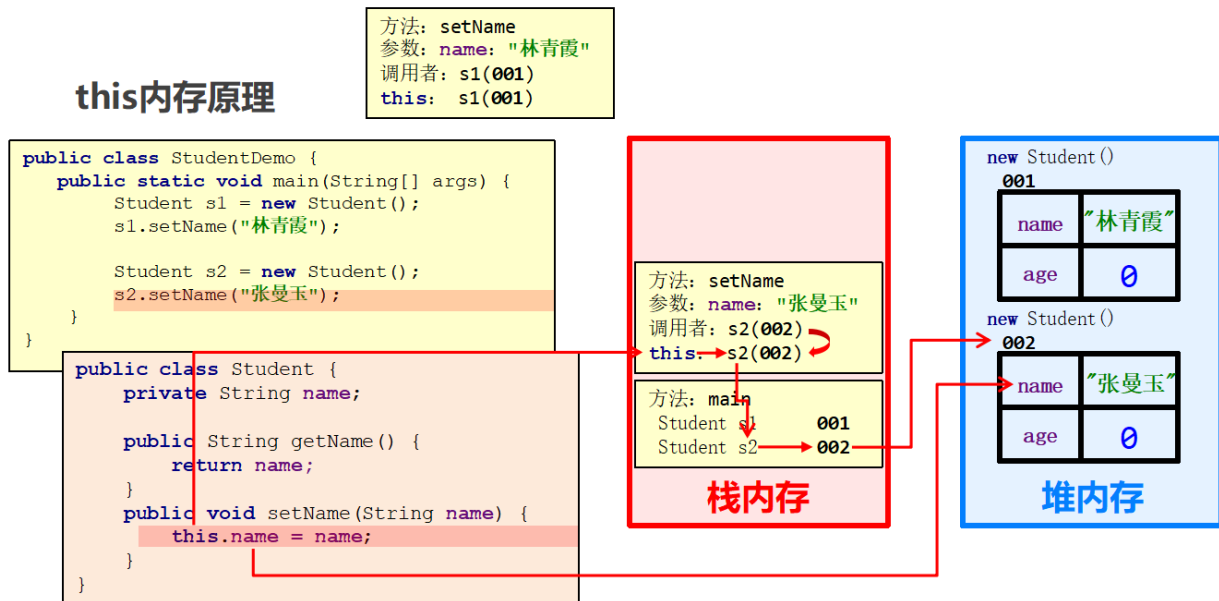 方法：setName
参数：name："林青霞"
调用者：s1(001)
this： s1(001)
this内存原理
public class StudentDemo {
public static void main(String[] args) {
Student s1 = new Student();
s1.setName("林青霞");
Student s2 = new Student();
s2.setName("张曼玉");
}
}
public class Student {
private String name;
public String getName() {
return name;
}
public void setName(String name) {
this.name = name;
}
}
方法：setName
参数：name："张曼玉"
调用者：s2(002)
this： s2(002)
方法：main
Student s1 001
Student s2 002
栈内存
new Student()
001
name "林青霞"
age 0
new Student()
002
name "张曼玉"
age 0
堆内存